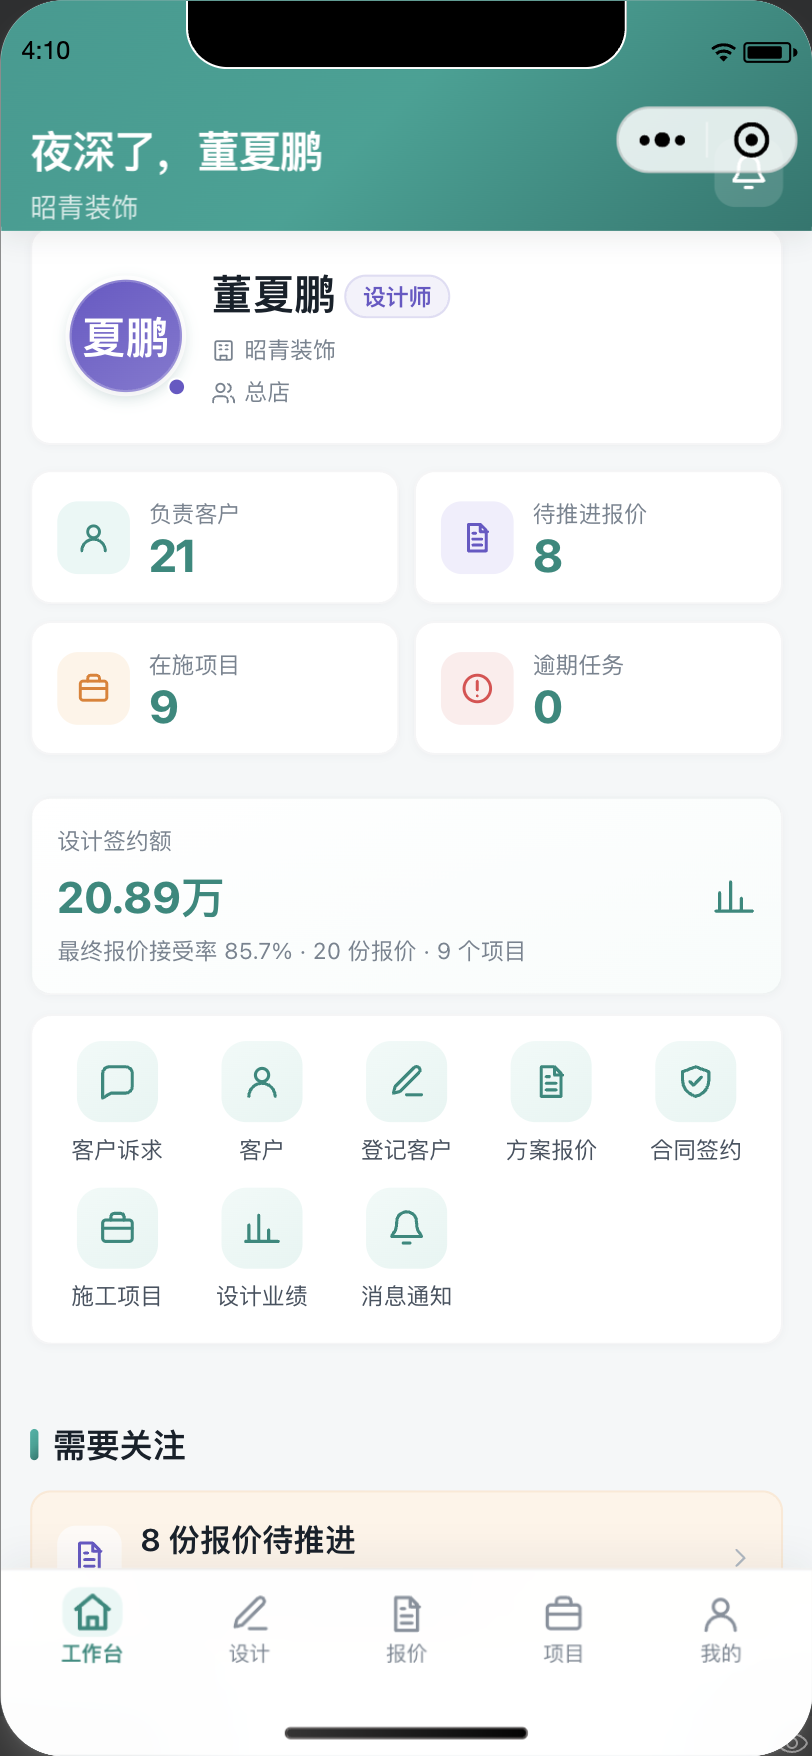 4:10
夜深了，董夏鹏
昭青装饰
夏鹏
董夏鹏 设计师
昭青装饰
总店
负责客户
21
待推进报价
8
在施项目
9
逾期任务
0
设计签约额
20.89万
最终报价接受率 85.7% · 20 份报价 · 9 个项目
客户诉求 客户 登记客户 方案报价 合同签约
施工项目 设计业绩 消息通知
需要关注
8 份报价待推进
工作台 设计 报价 项目 我的